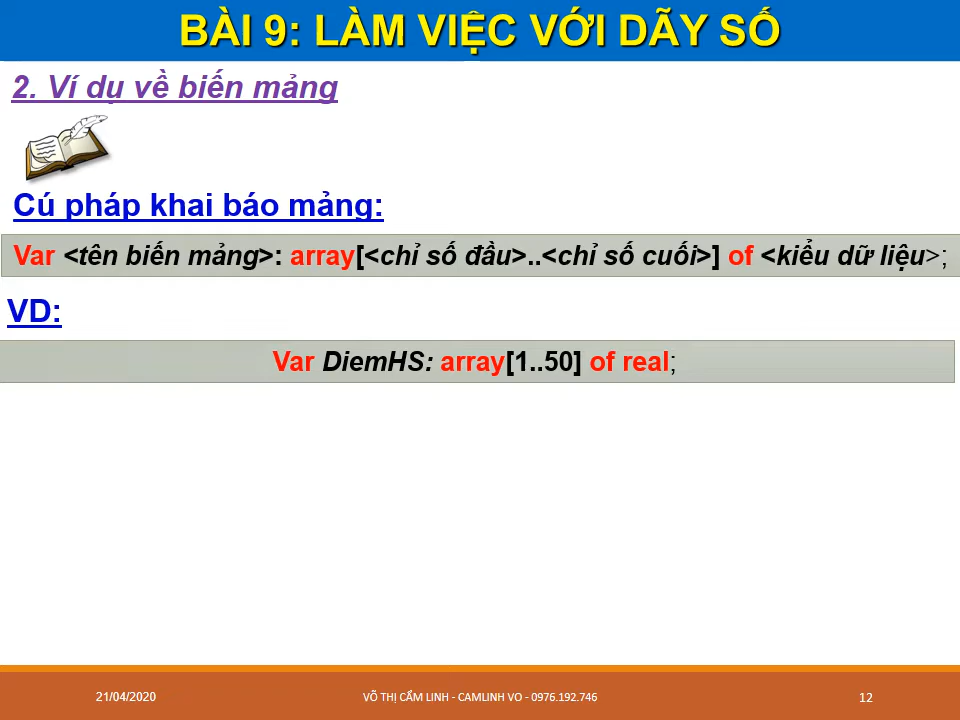 BÀI 9: LÀM VIỆC VỚI DÃY SỐ
2. Ví dụ về biến mảng
Cú pháp khai báo mảng:
Var <tên biến mảng>: array[<chỉ số đầu>..<chỉ số cuối>] of <kiểu dữ liệu>;
VD:
Var DiemHS: array[1..50] of real;
21/04/2020
VÕ THỊ CẨM LINH - CAMLINH VO - 0976.192.746
12